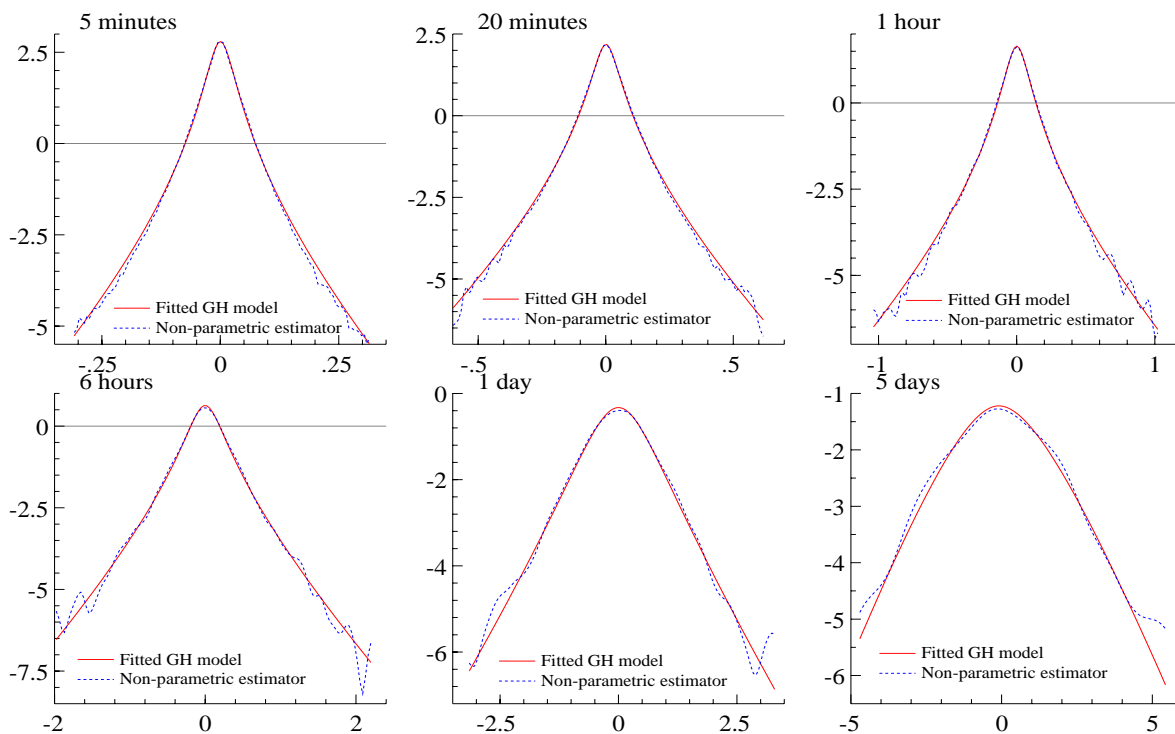 5 minutes
2.5
0
-2.5
-5
Fitted GH model
Non-parametric estimator
-.25
0
.25
20 minutes
2.5
0
-2.5
-5
Fitted GH model
Non-parametric estimator
-.5
0
.5
1 hour
0
-2.5
-5
Fitted GH model
Non-parametric estimator
-1
0
1
6 hours
0
-2.5
-5
-7.5
Fitted GH model
Non-parametric estimator
-2
0
2
1 day
0
-2
-4
-6
Fitted GH model
Non-parametric estimator
-2.5
0
2.5
5 days
-1
-2
-3
-4
-5
-6
Fitted GH model
Non-parametric estimator
-5
0
5